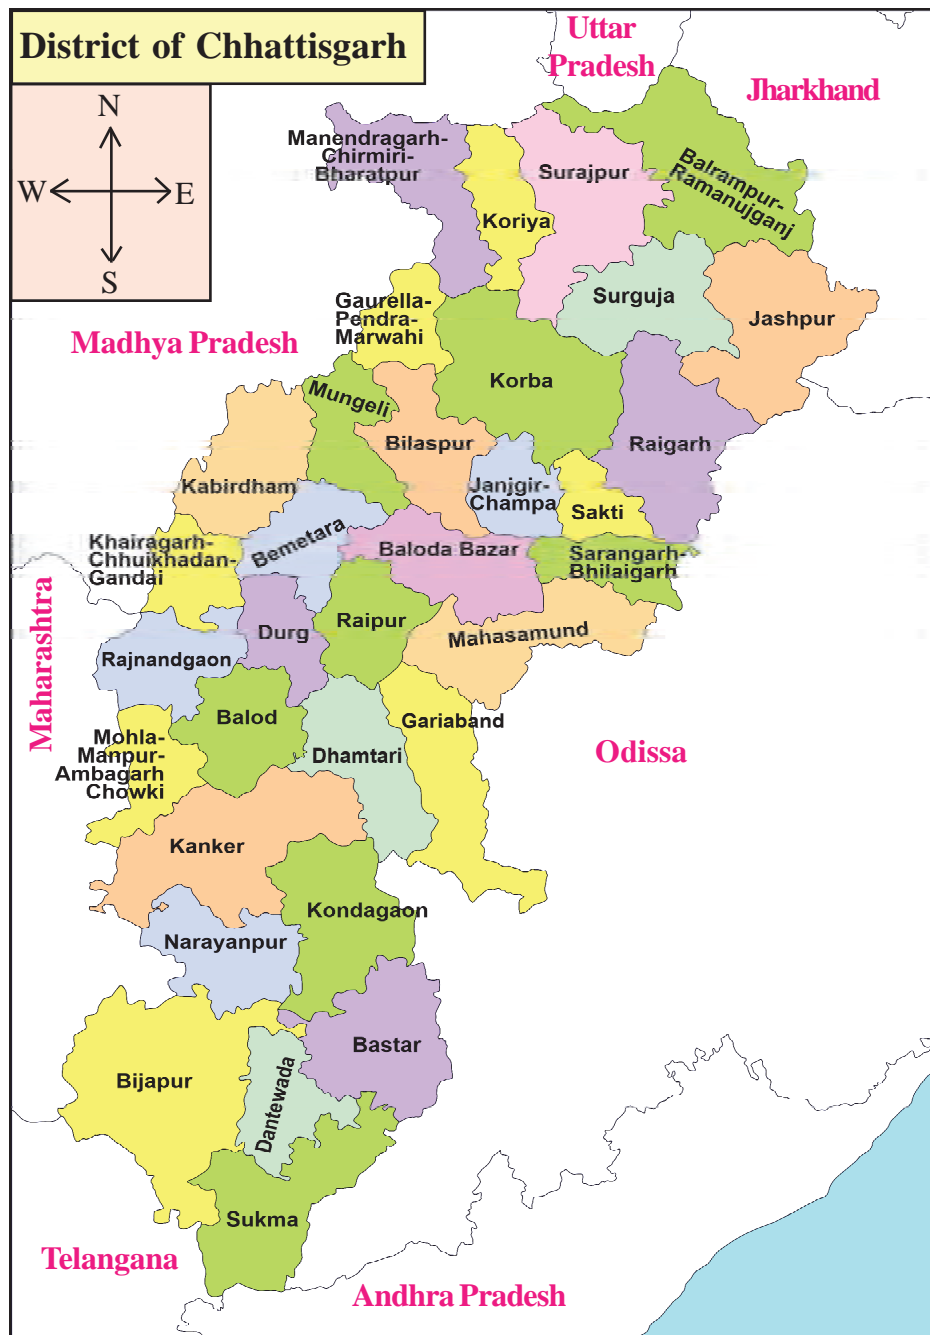 District of Chhattisgarh
N
W
E
S
Uttar
Pradesh
Jharkhand
Manendragarh-
Chirmiri-
Bharatpur
Koriya
Surajpur
Balrampur-
Ramanujganj
Gaurella-
Pendra-
Marwahi
Surguja
Jashpur
Madhya Pradesh
Korba
Mungeli
Bilaspur
Raigarh
Kabirdham
Janjgir-
Champa
Sakti
Khairagarh-
Chhuikhadan-
Gandai
Bemetara
Baloda Bazar
Sarangarh-
Bhilaigarh
Maharashtra
Durg
Raipur
Mahasamund
Rajnandgaon
Balod
Gariaband
Mohla-
Manpur-
Ambagarh
Chowki
Dhamtari
Odissa
Kanker
Kondagaon
Narayanpur
Bastar
Bijapur
Dantewada
Sukma
Telangana
Andhra Pradesh